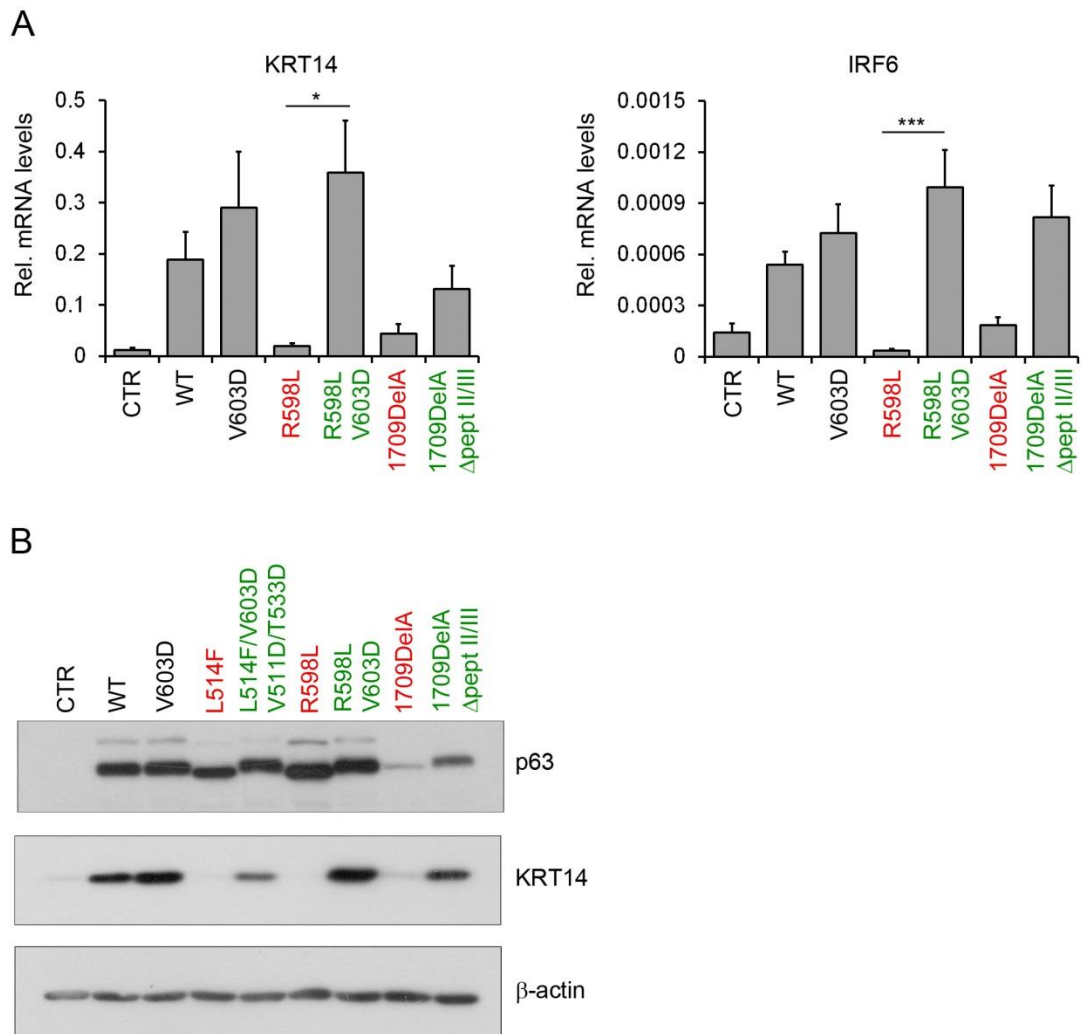 A
KRT14
Rel. mRNA levels
0.5
0.4
0.3
0.2
0.1
0
*
CTR
WT
V603D
R598L
R598L
V603D
1709DelA
1709DelA
Δpept II/III
IRF6
Rel. mRNA levels
0.0015
0.0012
0.0009
0.0006
0.0003
0
***
CTR
WT
V603D
R598L
R598L
V603D
1709DelA
1709DelA
Δpept II/III
B
CTR
WT
V603D
L514F
L514F/V603D
V511D/T533D
R598L
R598L
V603D
1709DelA
1709DelA
Δpept II/III
p63
KRT14
β-actin